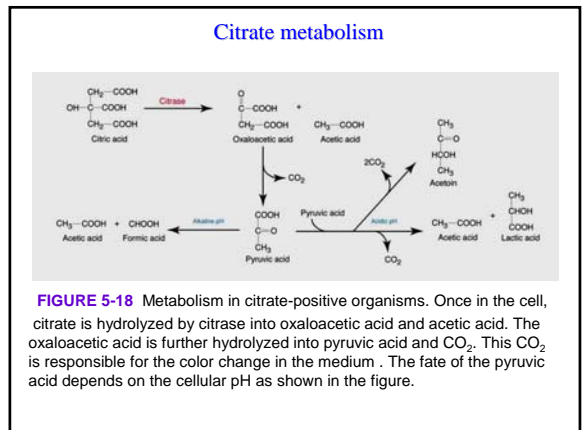 Citrate metabolism
CH2—COOH
OH—C—COOH
CH2—COOH
Citric acid
Citrase
O
C—COOH
CH2—COOH
Oxaloacetic acid
+
CH3—COOH
Acetic acid
CO2
CH3
C—O
HCOH
CH3
Acetoin
2CO2
CH3—COOH + CHOOH
Acetic acid Formic acid
Alkaline pH
COOH
C—O
CH3
Pyruvic acid
Pyruvic acid
Acidic pH
CO2
CH3—COOH
Acetic acid
+
CH3
CHOH
COOH
Lactic acid
FIGURE 5-18 Metabolism in citrate-positive organisms. Once in the cell,
citrate is hydrolyzed by citrase into oxaloacetic acid and acetic acid. The
oxaloacetic acid is further hydrolyzed into pyruvic acid and CO2. This CO2
is responsible for the color change in the medium . The fate of the pyruvic
acid depends on the cellular pH as shown in the figure.